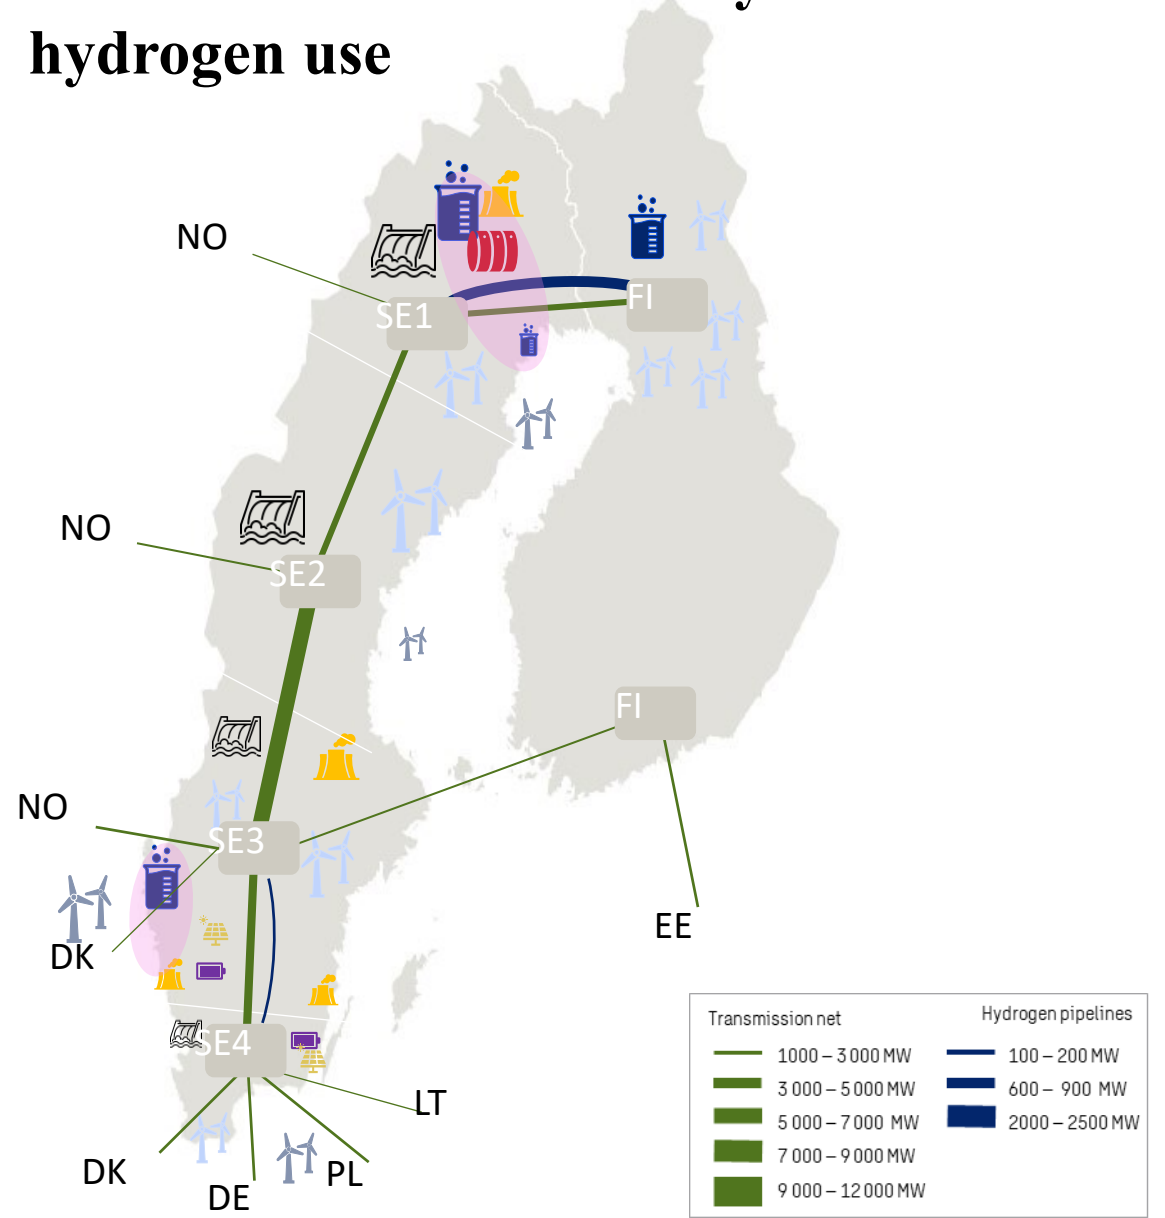 hydrogen use
NO
SE1
FI
NO
SE2
FI
NO
SE3
DK
EE
SE4
LT
DK
DE
PL
Transmission net
1000 – 3 000 MW
3 000 – 5 000 MW
5 000 – 7 000 MW
7 000 – 9 000 MW
9 000 – 12 000 MW
Hydrogen pipelines
100 – 200 MW
600 – 900 MW
2000 – 2500 MW